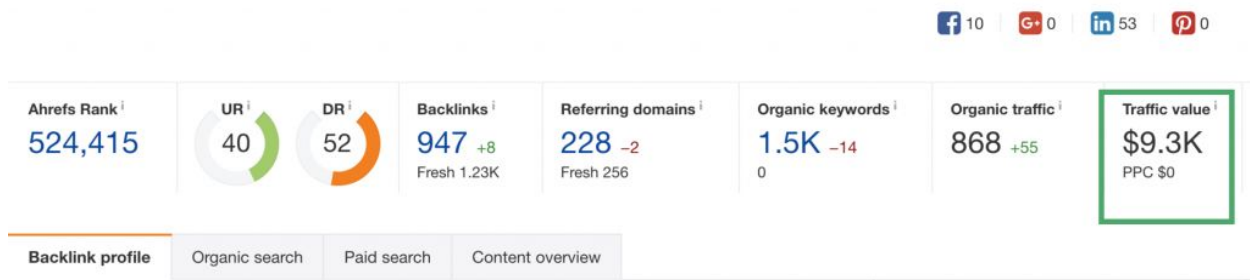 10 G+ 0 in 53 0
Ahrefs Rank i UR i DR i Backlinks i Referring domains i Organic keywords i Organic traffic i Traffic value i
524,415 40 52 947 +8 228 −2 1.5K −14 868 +55 $9.3K
Fresh 1.23K Fresh 256 0 PPC $0
Backlink profile Organic search Paid search Content overview